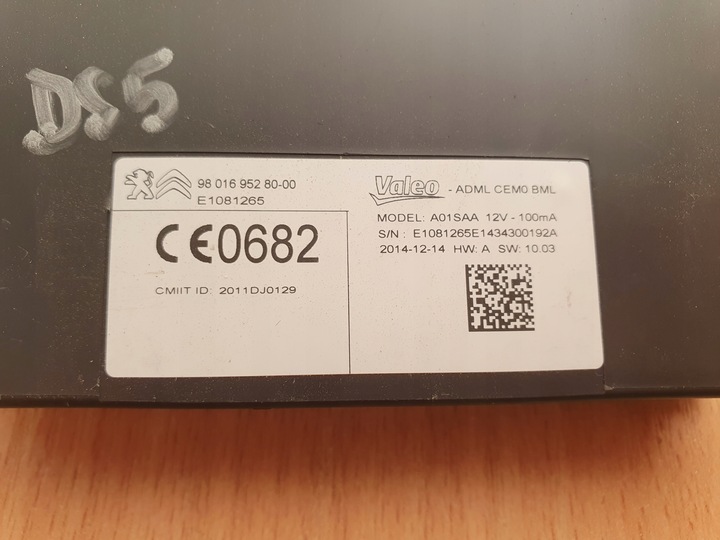 DS5
98 016 952 80-00
E1081265
CE0682
CMIIT ID: 2011DJ0129
Valeo - ADML CEM0 BML
MODEL: A01SAA 12V - 100mA
S/N : E1081265E1434300192A
2014-12-14 HW: A SW: 10.03